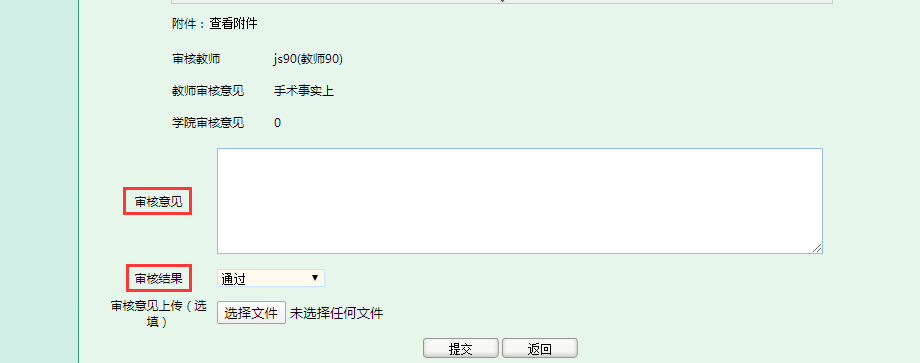 附件：查看附件
审核教师 js90(教师90)
教师审核意见 手术事实上
学院审核意见 0
审核意见
审核结果 通过
审核意见上传（选
填）
选择文件 未选择任何文件
提交 返回